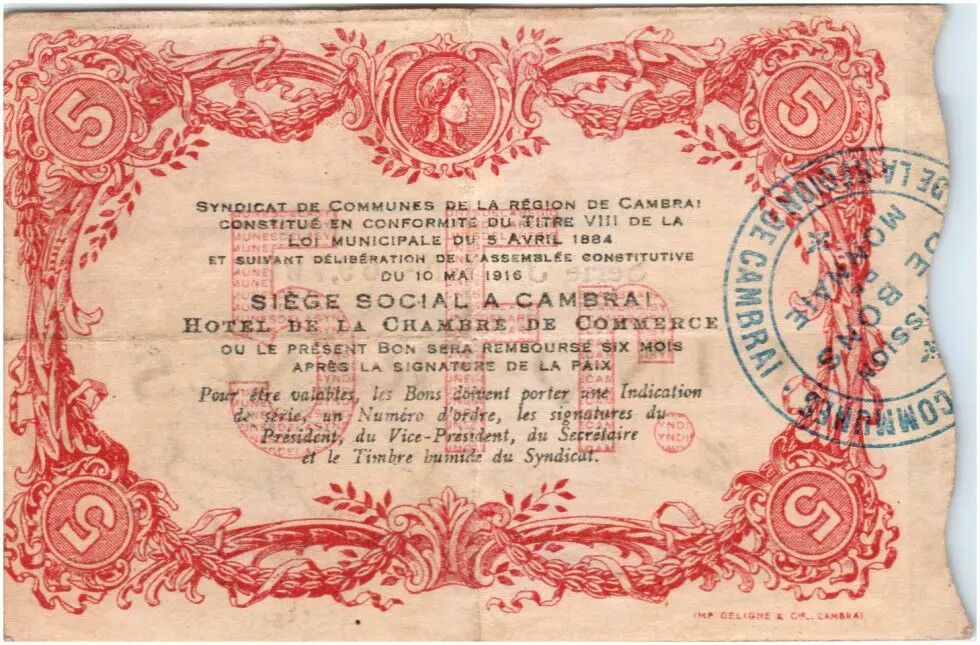 5
5
SYNDICAT DE COMMUNES DE LA RÉGION DE CAMBRAI
CONSTITUÉ EN CONFORMITÉ DU TITRE VIII DE LA
LOI MUNICIPALE DU 5 AVRIL 1884
ET SUIVANT DÉLIBÉRATION DE L'ASSEMBLÉE CONSTITUTIVE
DU 10 MAI 1916
SIÈGE SOCIAL A CAMBRAI
HOTEL DE LA CHAMBRE DE COMMERCE
OU LE PRÉSENT BON SERA REMBOURSÉ SIX MOIS
APRÈS LA SIGNATURE DE LA PAIX
Pour être valables, les Bons doivent porter une Indication
de série, un Numéro d'ordre, les signatures du
Président, du Vice-Président, du Secrétaire
et le Timbre humide du Syndicat.
5 FR.
COMMUNES DE LA RÉGION DE CAMBRAI
DE BONS
MONNAIE
5
5
IMP. DELIGNE & Cie., CAMBRAI